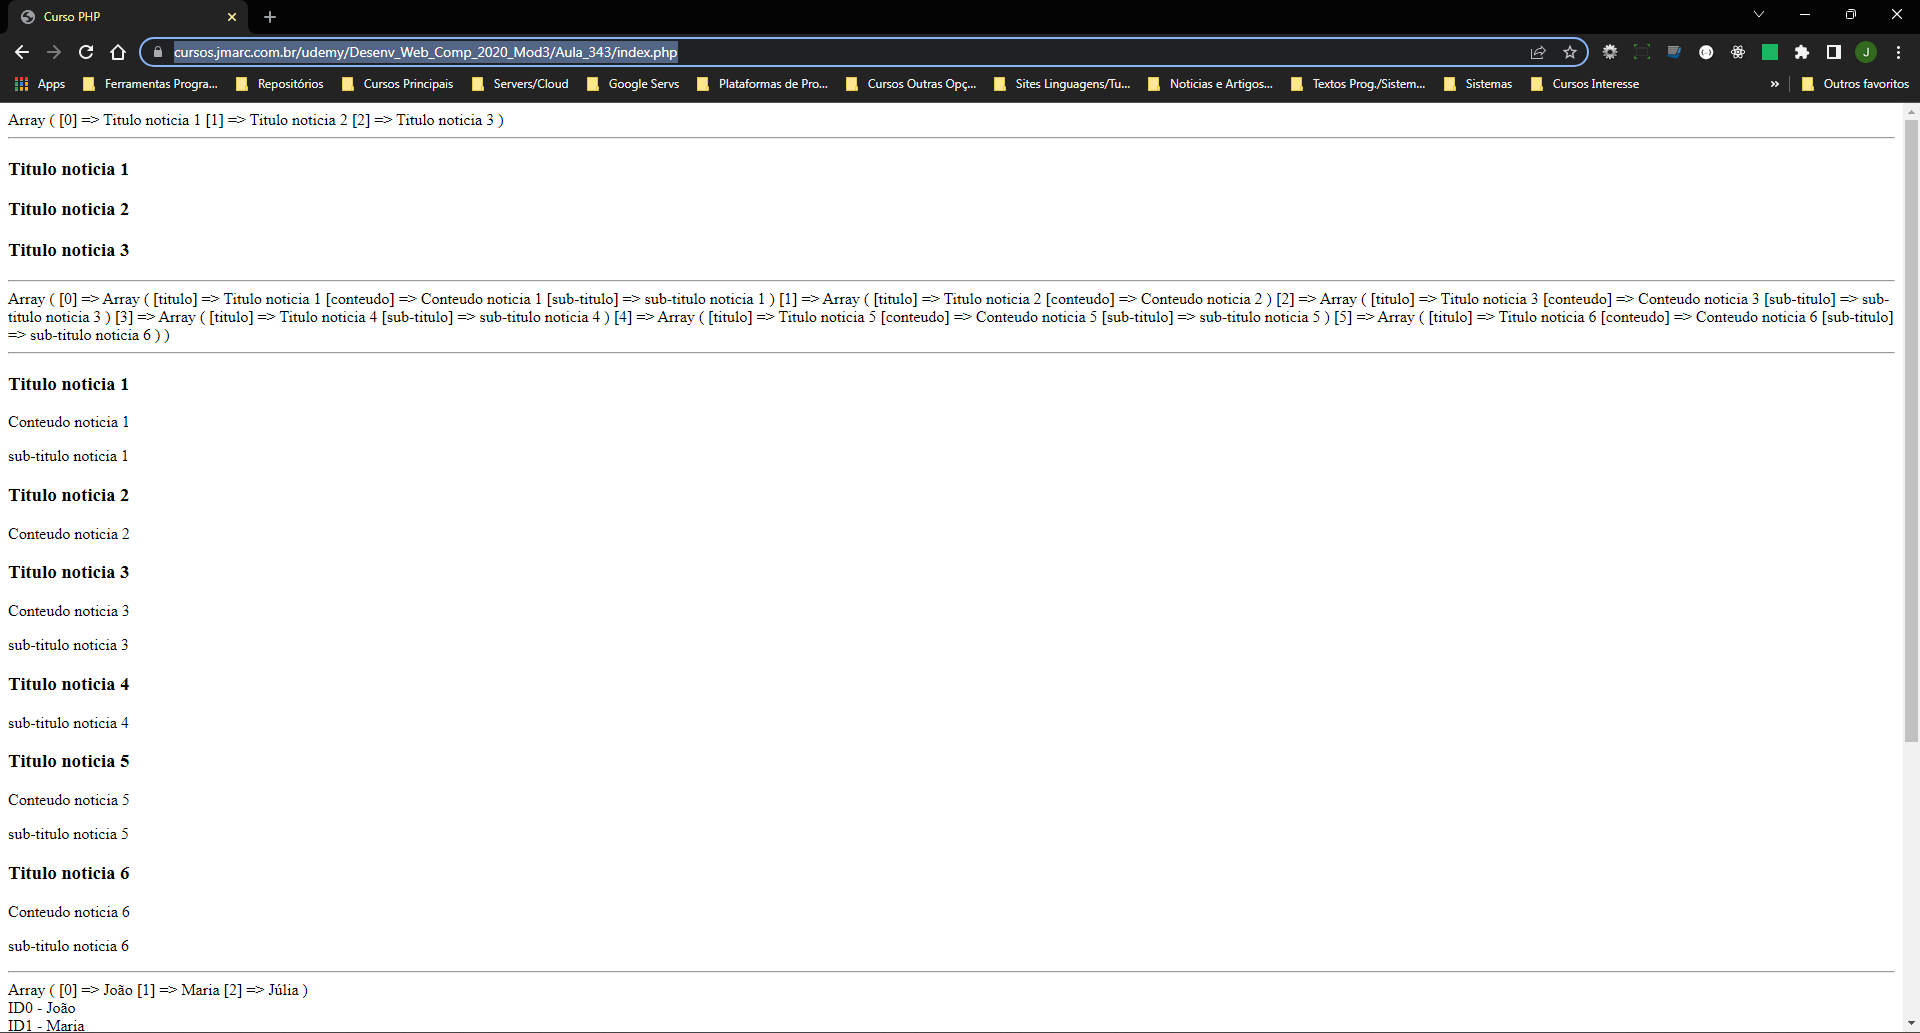 Curso PHP
cursos.jmarc.com.br/udemy/Desenv_Web_Comp_2020_Mod3/Aula_343/index.php
J
Apps Ferramentas Progra... Repositórios Cursos Principais Servers/Cloud Google Servs Plataformas de Pro... Cursos Outras Opç... Sites Linguagens/Tu... Noticias e Artigos... Textos Prog./Sistem... Sistemas Cursos Interesse » Outros favoritos
Array ( [0] => Titulo noticia 1 [1] => Titulo noticia 2 [2] => Titulo noticia 3 )
Titulo noticia 1
Titulo noticia 2
Titulo noticia 3
Array ( [0] => Array ( [titulo] => Titulo noticia 1 [conteudo] => Conteudo noticia 1 [sub-titulo] => sub-titulo noticia 1 ) [1] => Array ( [titulo] => Titulo noticia 2 [conteudo] => Conteudo noticia 2 ) [2] => Array ( [titulo] => Titulo noticia 3 [conteudo] => Conteudo noticia 3 [sub-titulo] => sub-
titulo noticia 3 ) [3] => Array ( [titulo] => Titulo noticia 4 [sub-titulo] => sub-titulo noticia 4 ) [4] => Array ( [titulo] => Titulo noticia 5 [conteudo] => Conteudo noticia 5 [sub-titulo] => sub-titulo noticia 5 ) [5] => Array ( [titulo] => Titulo noticia 6 [conteudo] => Conteudo noticia 6 [sub-titulo]
=> sub-titulo noticia 6 ) )
Titulo noticia 1
Conteudo noticia 1
sub-titulo noticia 1
Titulo noticia 2
Conteudo noticia 2
Titulo noticia 3
Conteudo noticia 3
sub-titulo noticia 3
Titulo noticia 4
sub-titulo noticia 4
Titulo noticia 5
Conteudo noticia 5
sub-titulo noticia 5
Titulo noticia 6
Conteudo noticia 6
sub-titulo noticia 6
Array ( [0] => João [1] => Maria [2] => Júlia )
ID0 - João
ID1 - Maria